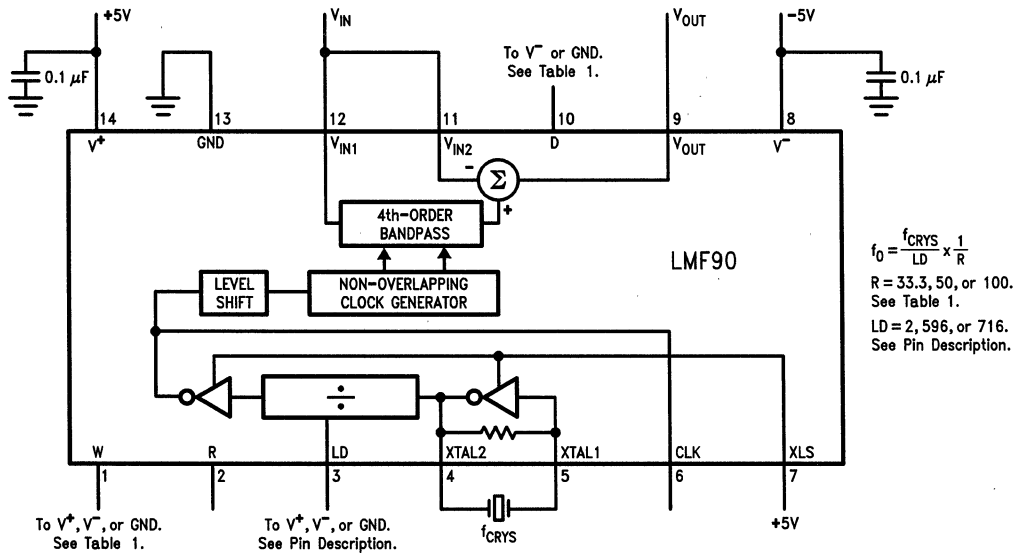 +5V
V_IN
V_OUT
-5V
0.1 μF
To V⁻ or GND.
See Table 1.
0.1 μF
14
13
12
11
10
9
8
V⁺
GND
V_IN1
V_IN2
D
V_OUT
V⁻
-
Σ
+
4th-ORDER
BANDPASS
LMF90
LEVEL
SHIFT
NON-OVERLAPPING
CLOCK GENERATOR
f₀ = f_CRYS/LD x 1/R
R = 33.3, 50, or 100.
See Table 1.
LD = 2, 596, or 716.
See Pin Description.
÷
W
R
LD
XTAL2
XTAL1
CLK
XLS
1
2
3
4
5
6
7
To V⁺, V⁻, or GND.
See Table 1.
To V⁺, V⁻, or GND.
See Pin Description.
f_CRYS
+5V